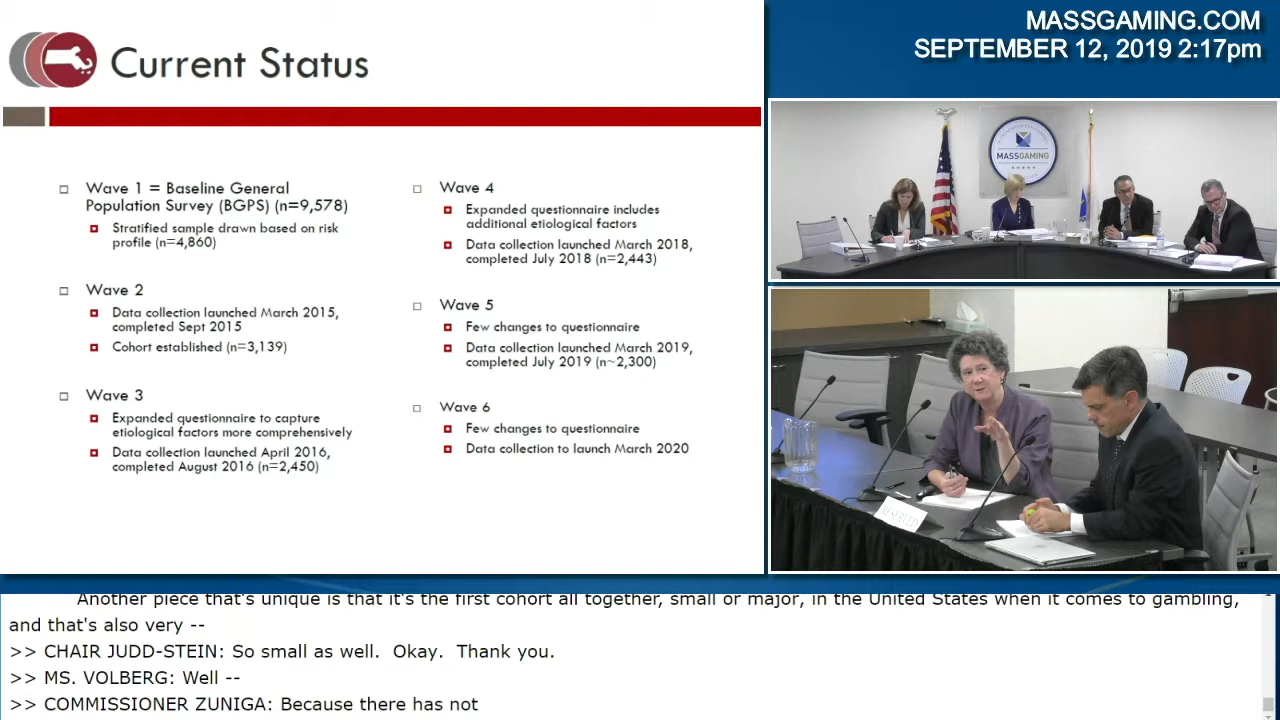 Current Status
Wave 1 = Baseline General
Population Survey (BGPS) (n=9,578)
Stratified sample drawn based on risk
profile (n=4,860)
Wave 2
Data collection launched March 2015,
completed Sept 2015
Cohort established (n=3,139)
Wave 3
Expanded questionnaire to capture
etiological factors more comprehensively
Data collection launched April 2016,
completed August 2016 (n=2,450)
Wave 4
Expanded questionnaire includes
additional etiological factors
Data collection launched March 2018,
completed July 2018 (n=2,443)
Wave 5
Few changes to questionnaire
Data collection launched March 2019,
completed July 2019 (n~2,300)
Wave 6
Few changes to questionnaire
Data collection to launch March 2020
MASSGAMING.COM
SEPTEMBER 12, 2019 2:17pm
MASSGAMING
RESERVED
Another piece that's unique is that it's the first cohort all together, small or major, in the United States when it comes to gambling,
and that's also very --
>> CHAIR JUDD-STEIN: So small as well.  Okay.  Thank you.
>> MS. VOLBERG: Well --
>> COMMISSIONER ZUNIGA: Because there has not